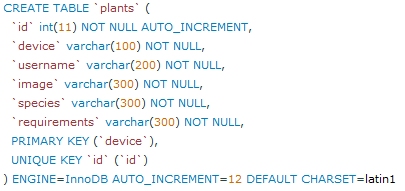 CREATE TABLE `plants` (
`id` int(11) NOT NULL AUTO_INCREMENT,
`device` varchar(100) NOT NULL,
`username` varchar(200) NOT NULL,
`image` varchar(300) NOT NULL,
`species` varchar(300) NOT NULL,
`requirements` varchar(300) NOT NULL,
PRIMARY KEY (`device`),
UNIQUE KEY `id` (`id`)
) ENGINE=InnoDB AUTO_INCREMENT=12 DEFAULT CHARSET=latin1